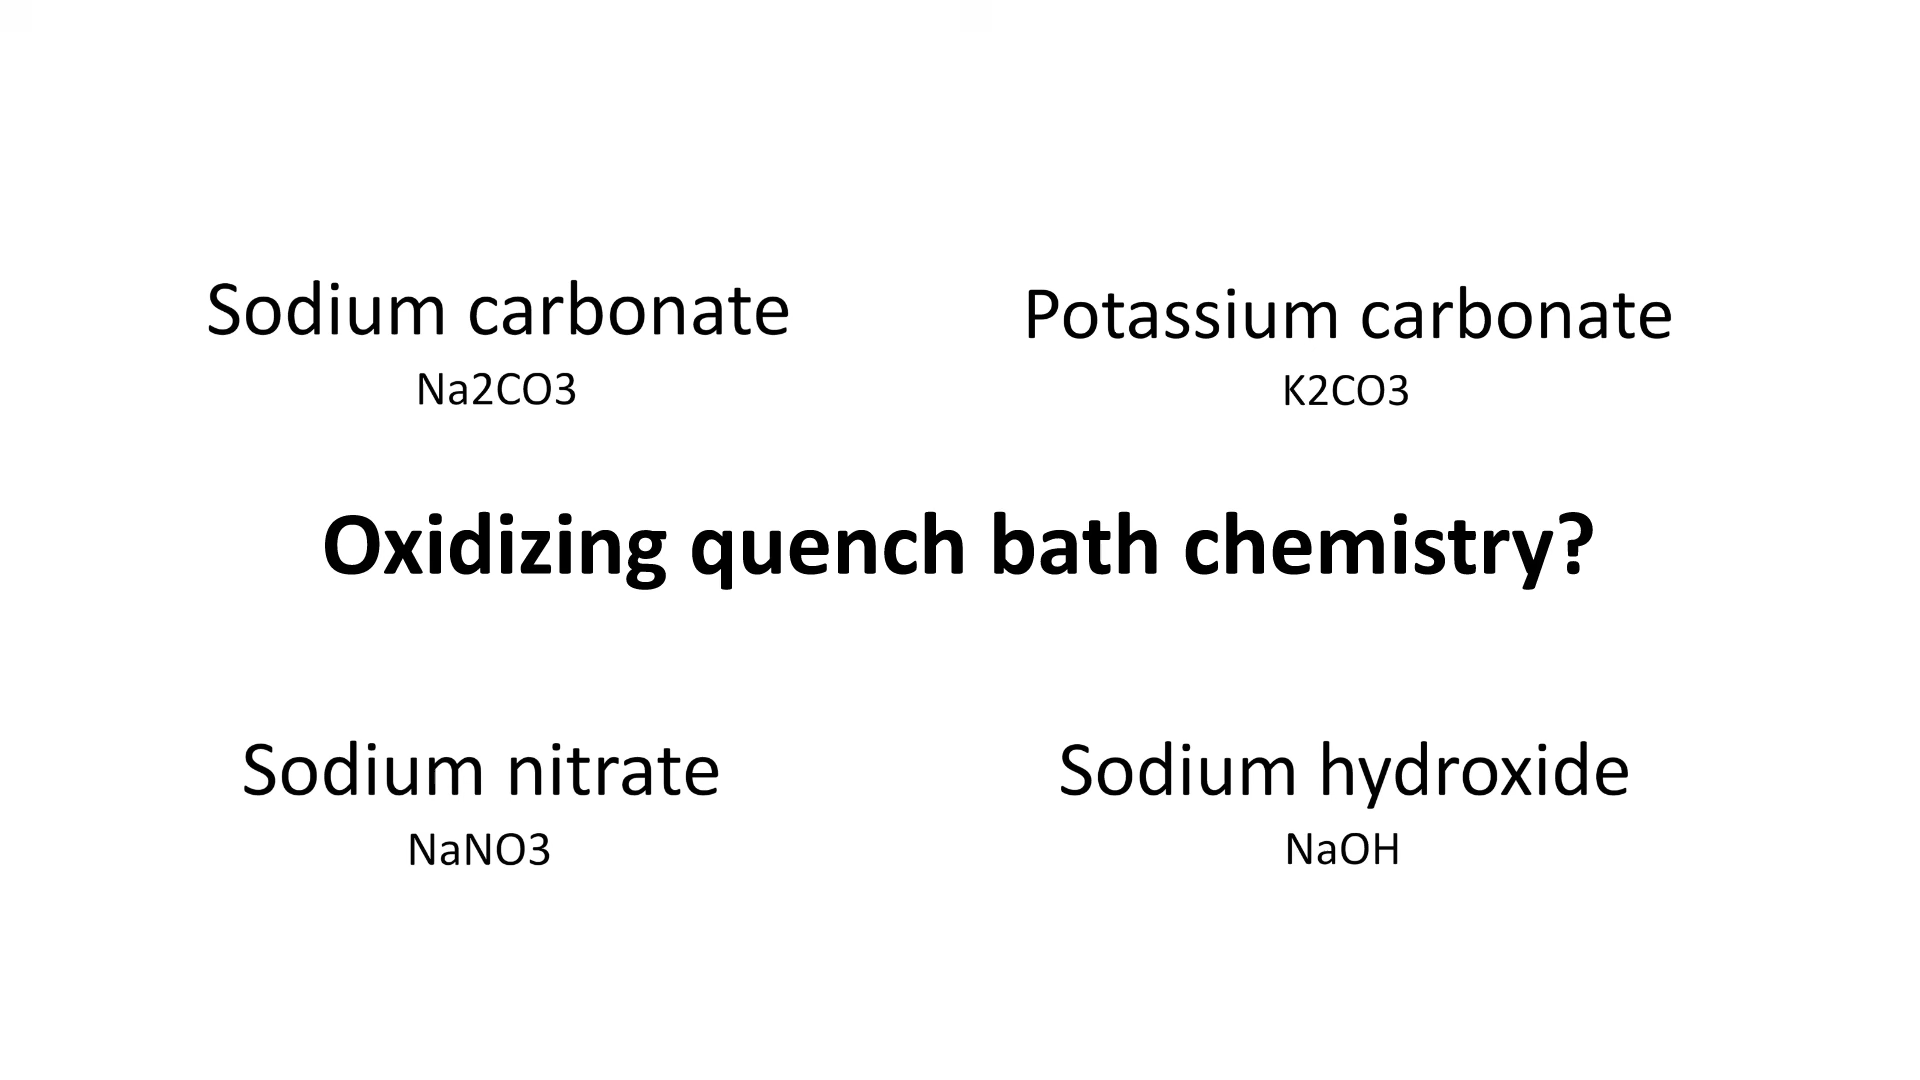 Sodium carbonate
Na2CO3
Potassium carbonate
K2CO3
Oxidizing quench bath chemistry?
Sodium nitrate
NaNO3
Sodium hydroxide
NaOH